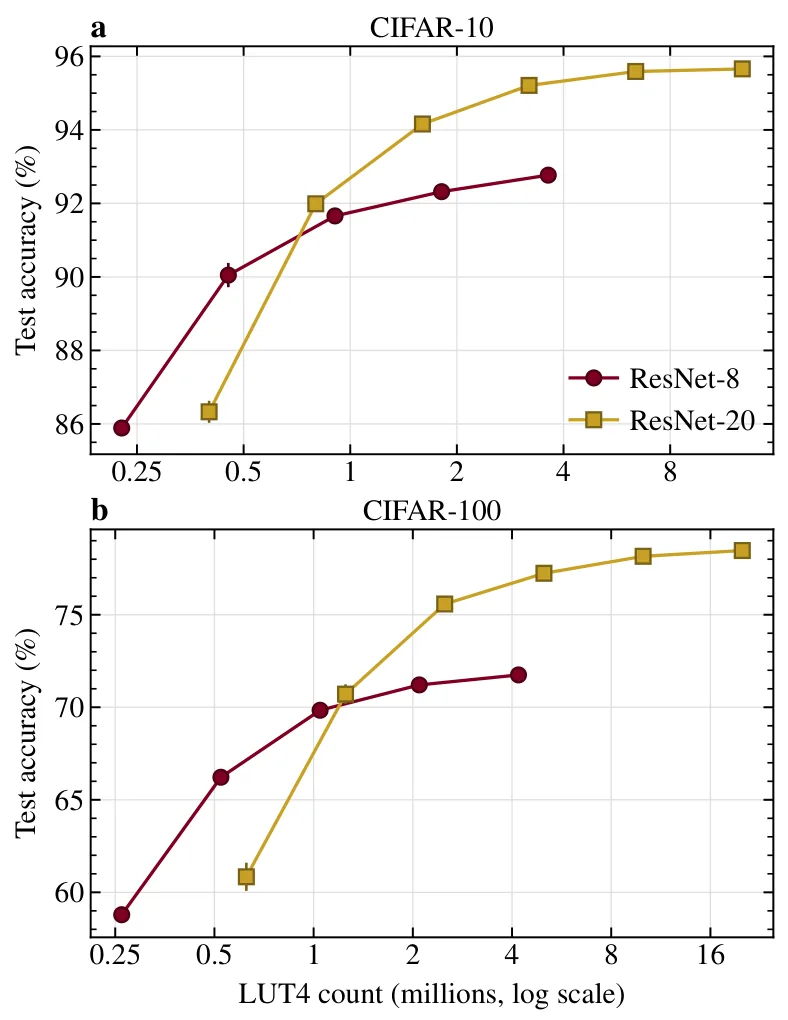 a CIFAR-10
96
94
92
90
88
86
Test accuracy (%)
ResNet-8
ResNet-20
0.25 0.5 1 2 4 8
b CIFAR-100
75
70
65
60
Test accuracy (%)
0.25 0.5 1 2 4 8 16
LUT4 count (millions, log scale)